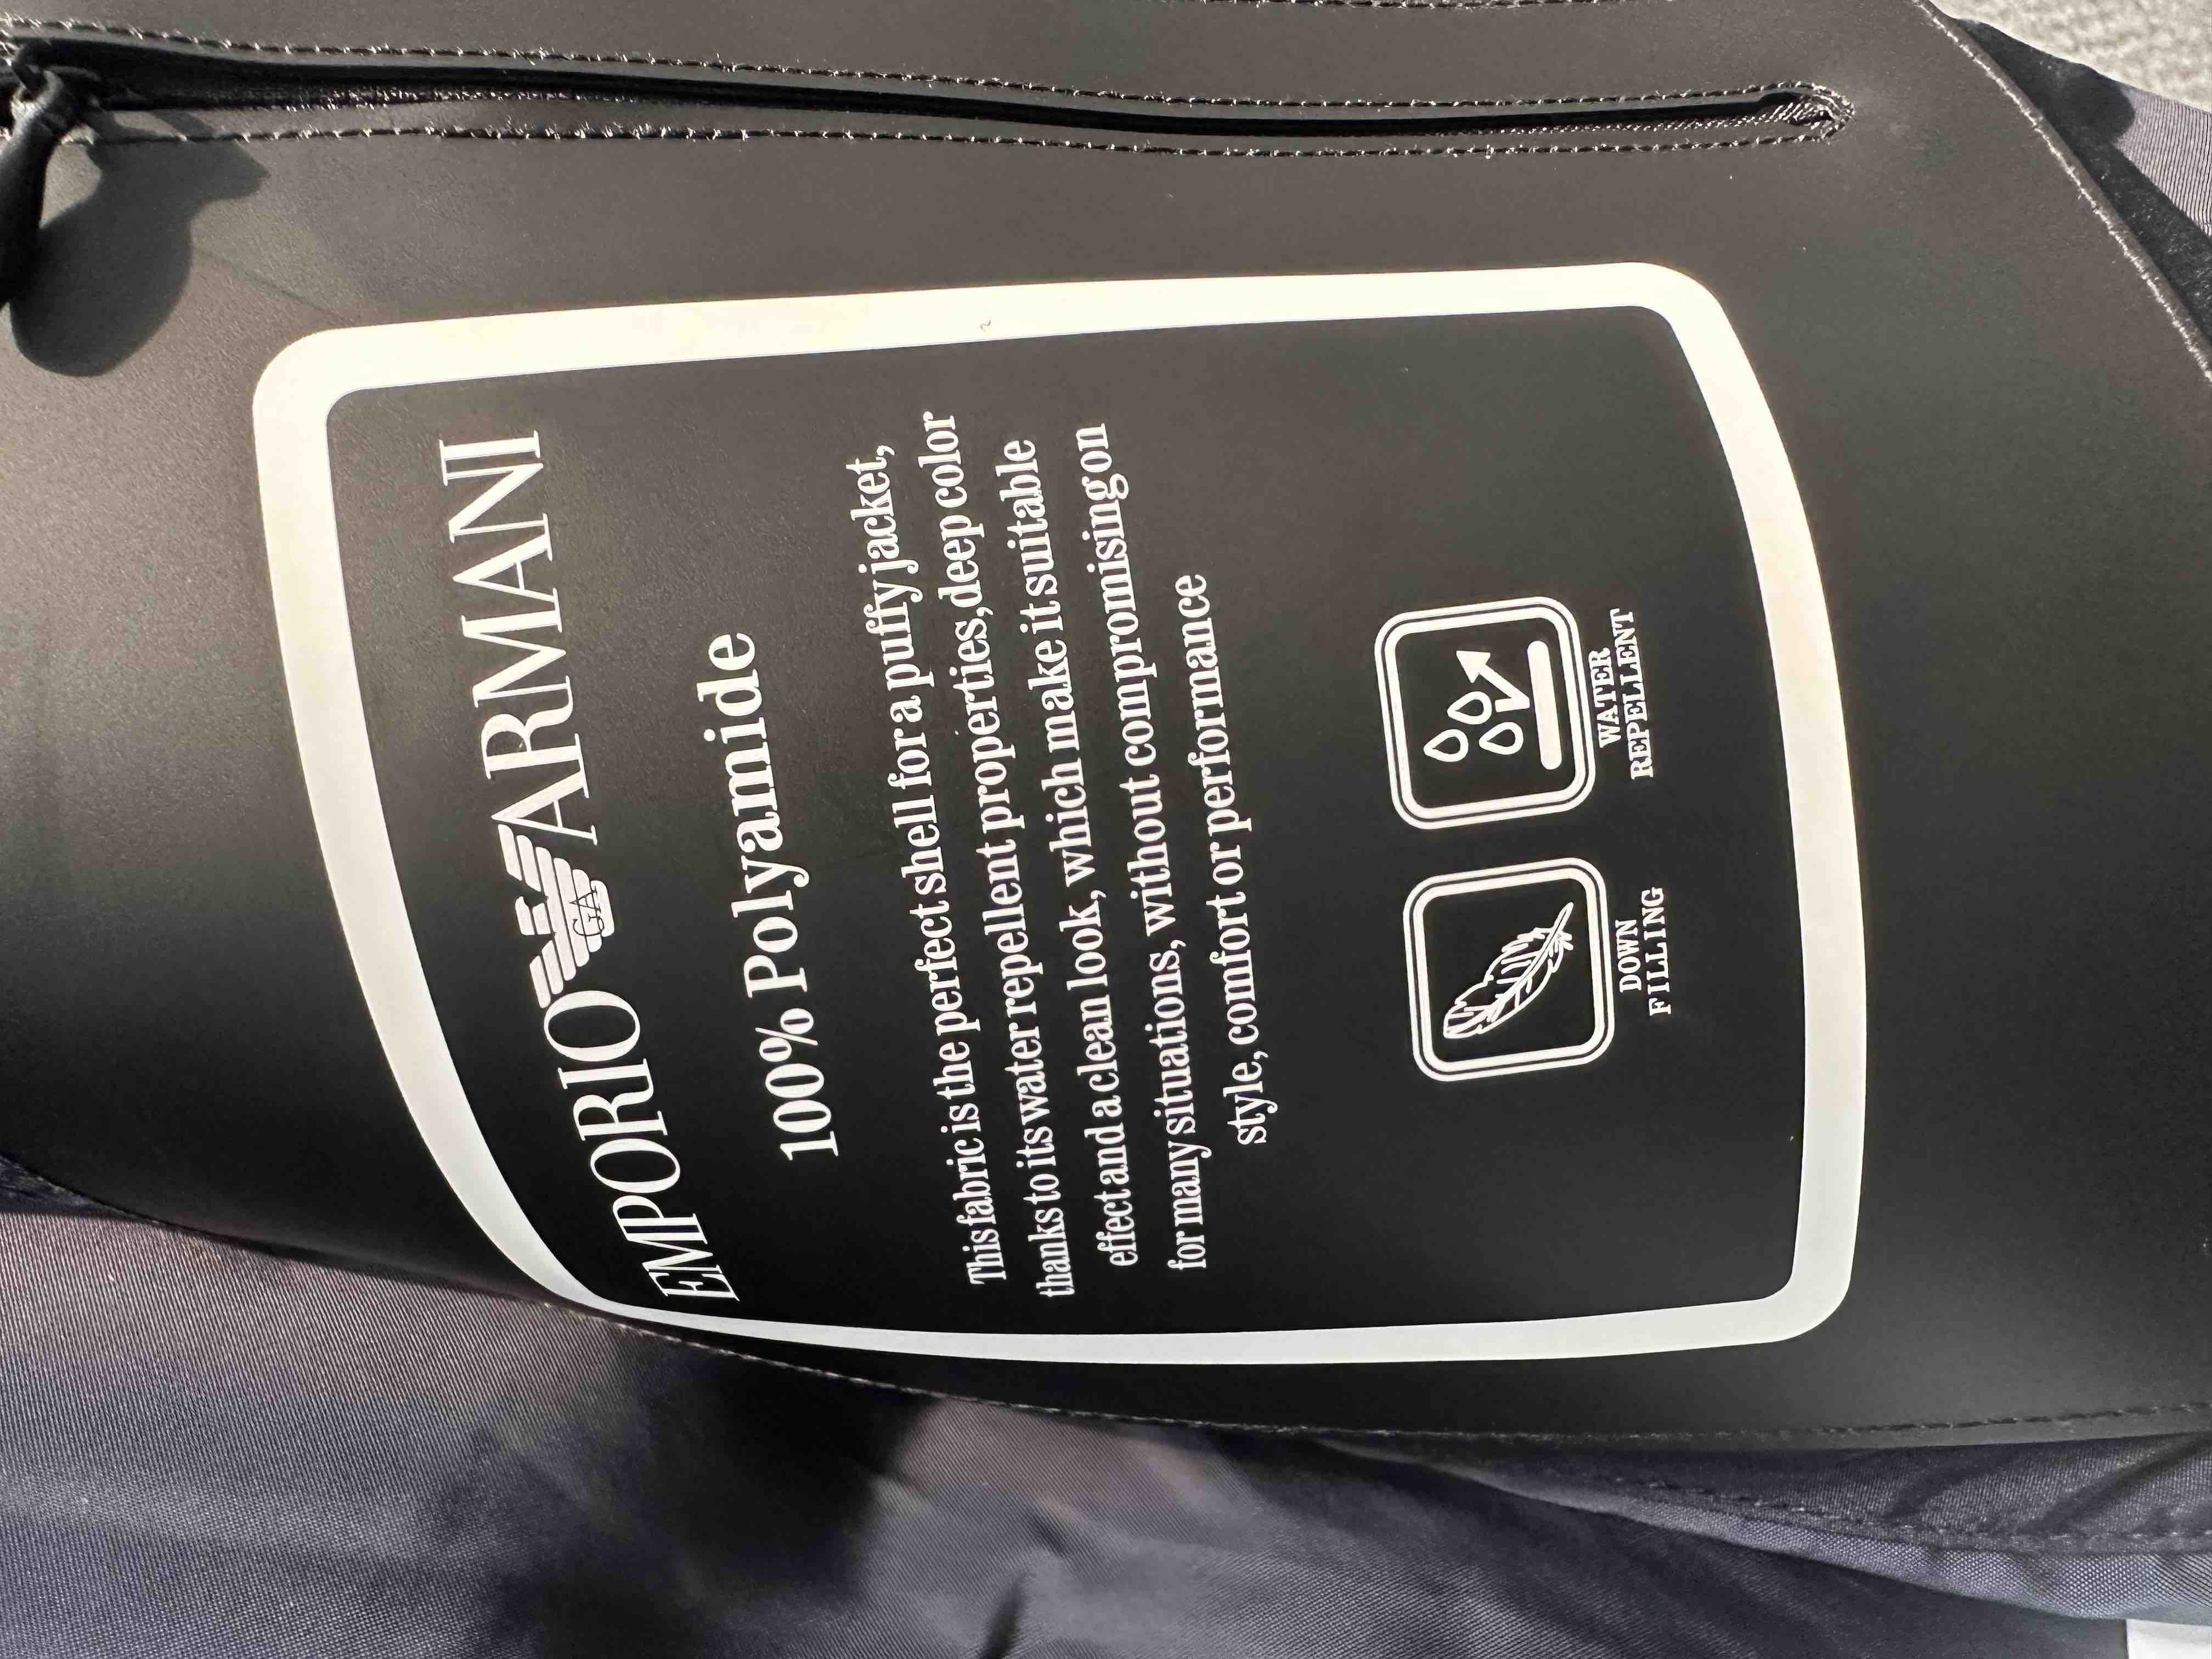 EMPORIO GA ARMANI
100% Polyamide
This fabric is the perfect shell for a puffy jacket,
thanks to its water repellent properties, deep color
effect and a clean look, which make it suitable
for many situations, without compromising on
style, comfort or performance
DOWN
FILLING
WATER
REPELLENT